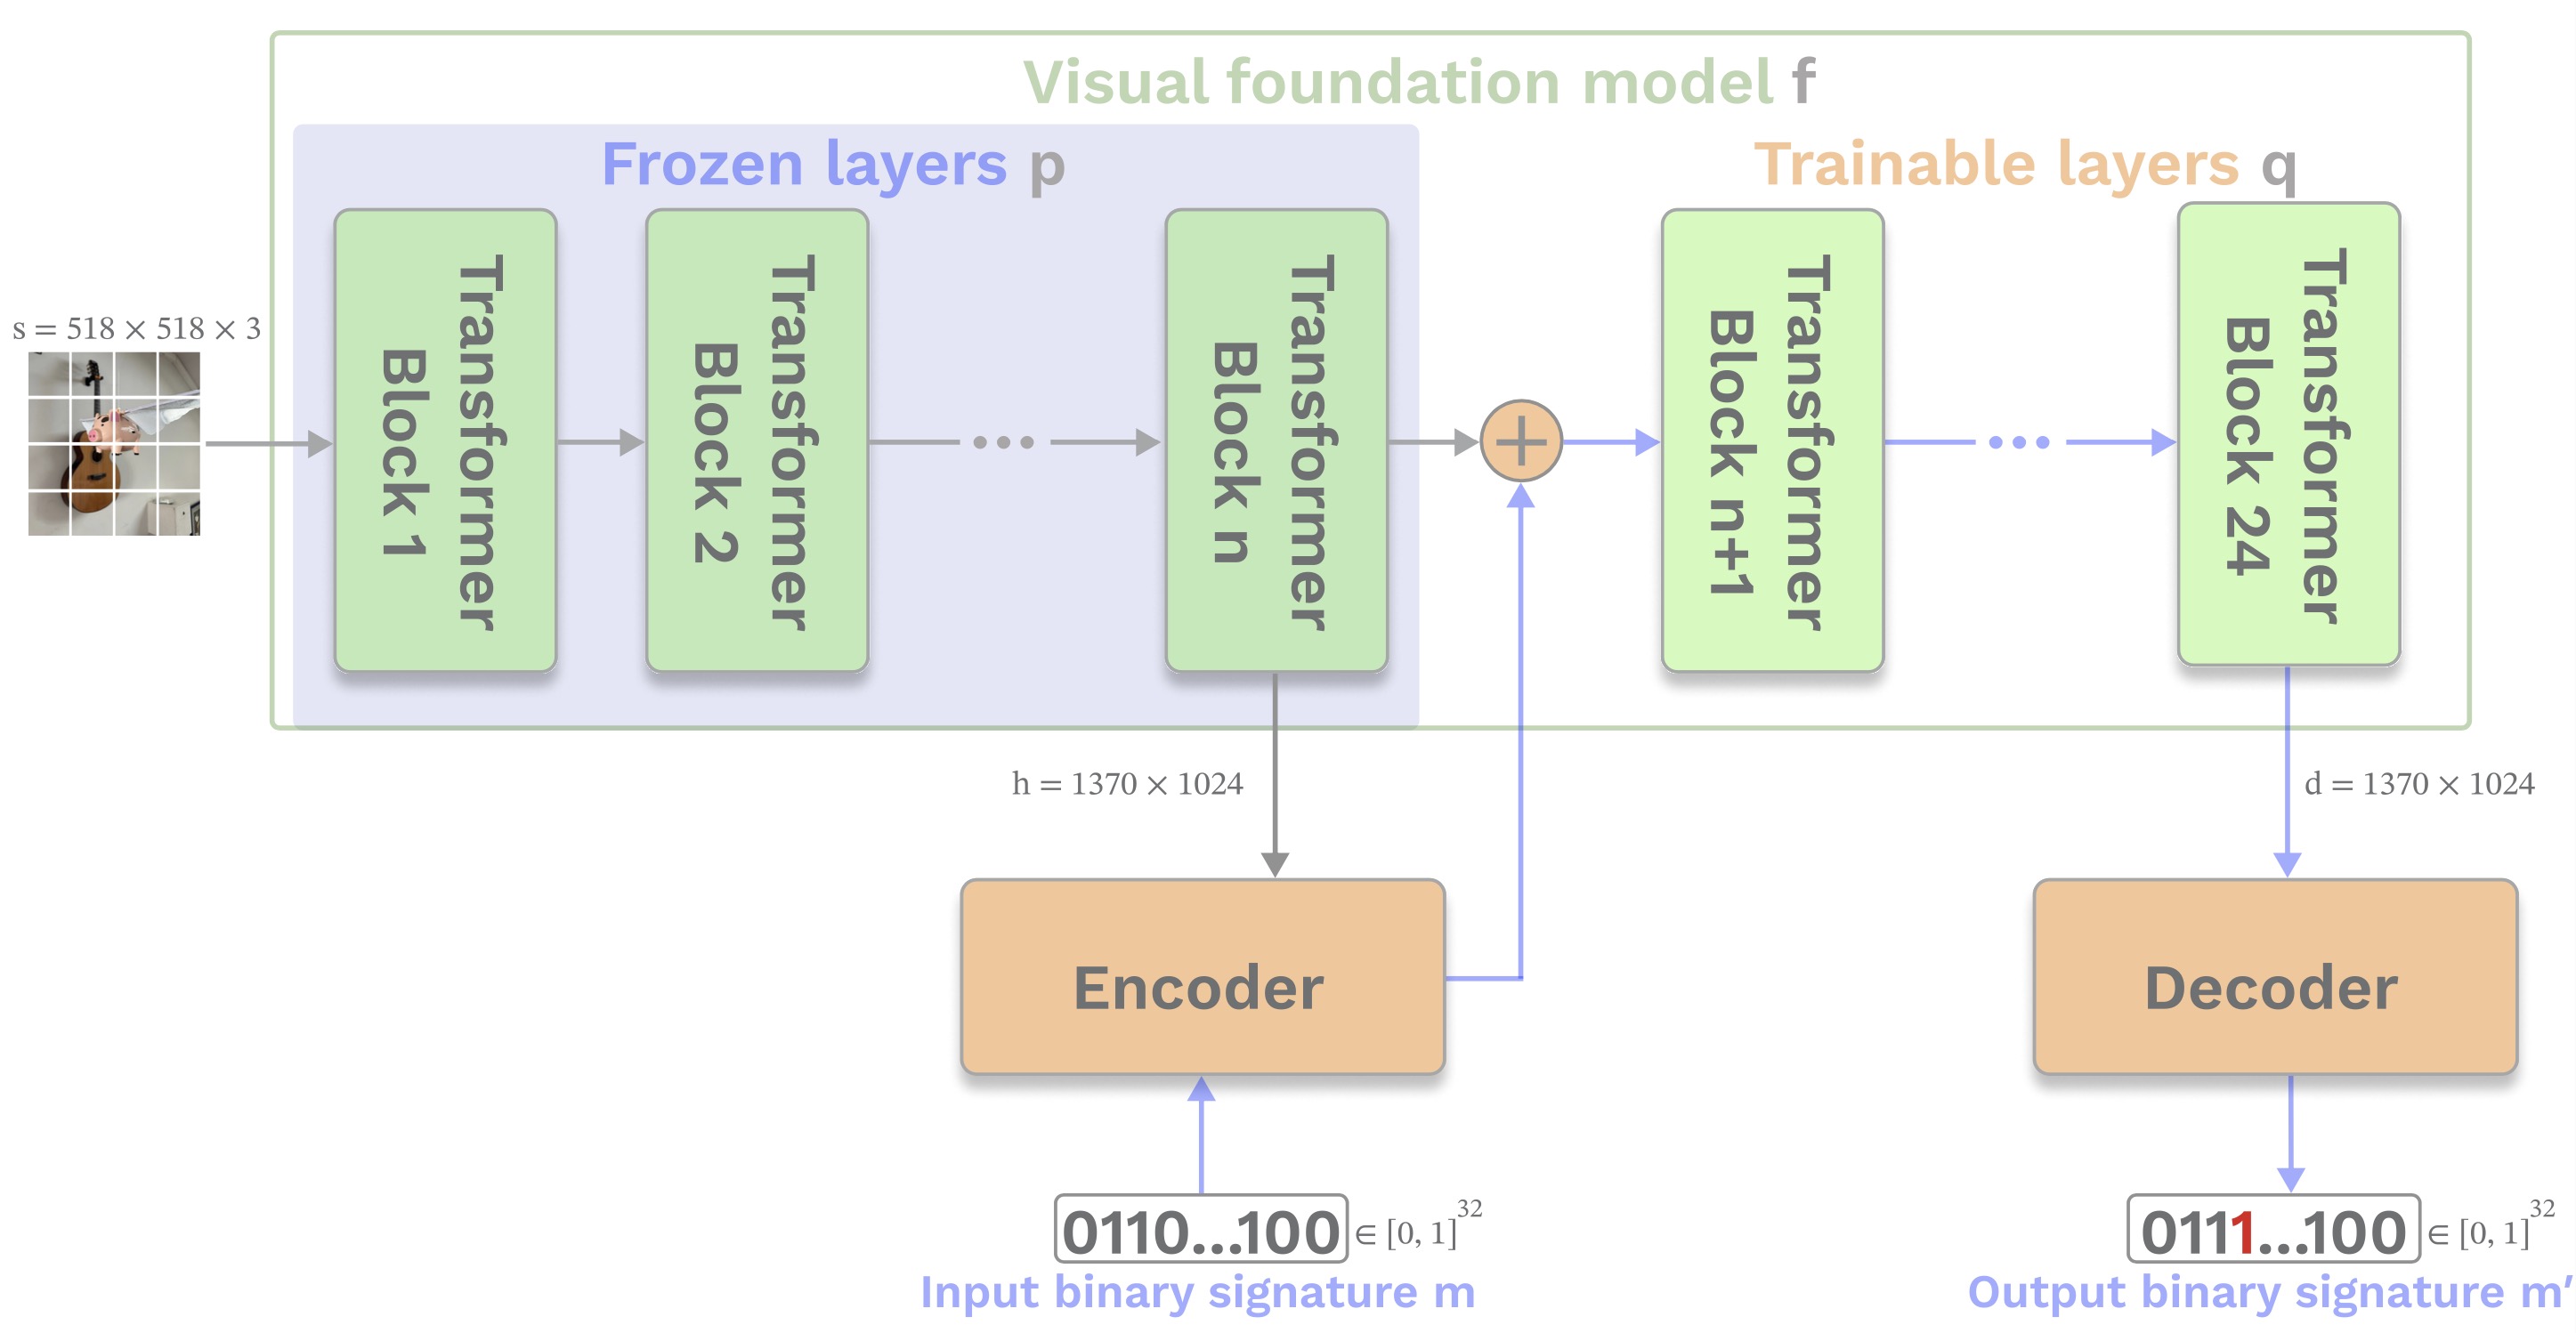 Visual foundation model f
Frozen layers p
Trainable layers q
s = 518 × 518 × 3
Transformer
Block 1
Transformer
Block 2
Transformer
Block n
+
Transformer
Block n+1
Transformer
Block 24
h = 1370 × 1024
d = 1370 × 1024
Encoder
Decoder
0110...100 ∈ [0, 1]^32
Input binary signature m
0111...100 ∈ [0, 1]^32
Output binary signature m'